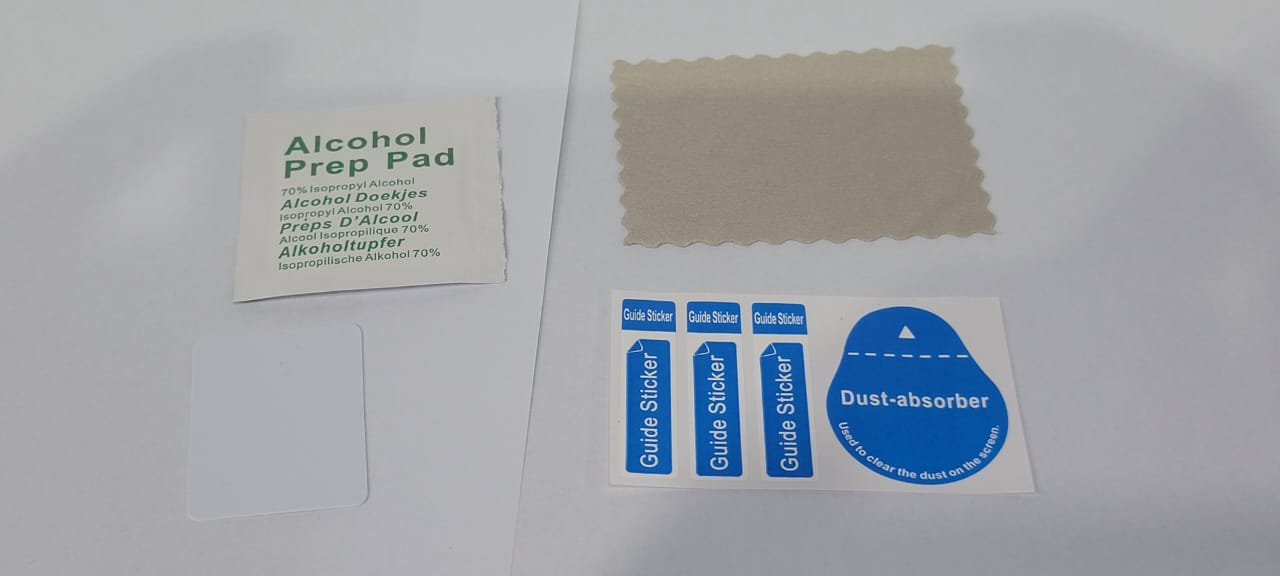 Alcohol
Prep Pad
70% Isopropyl Alcohol
Alcohol Doekjes
Isopropyl Alcohol 70%
Préps D'Alcool
Alcool Isopropilique 70%
Alkoholtupfer
Isopropilische Alkohol 70%
Guide Sticker
Guide Sticker
Guide Sticker
Guide Sticker
Guide Sticker
Guide Sticker
Dust-absorber
Used to clear the dust on the screen.